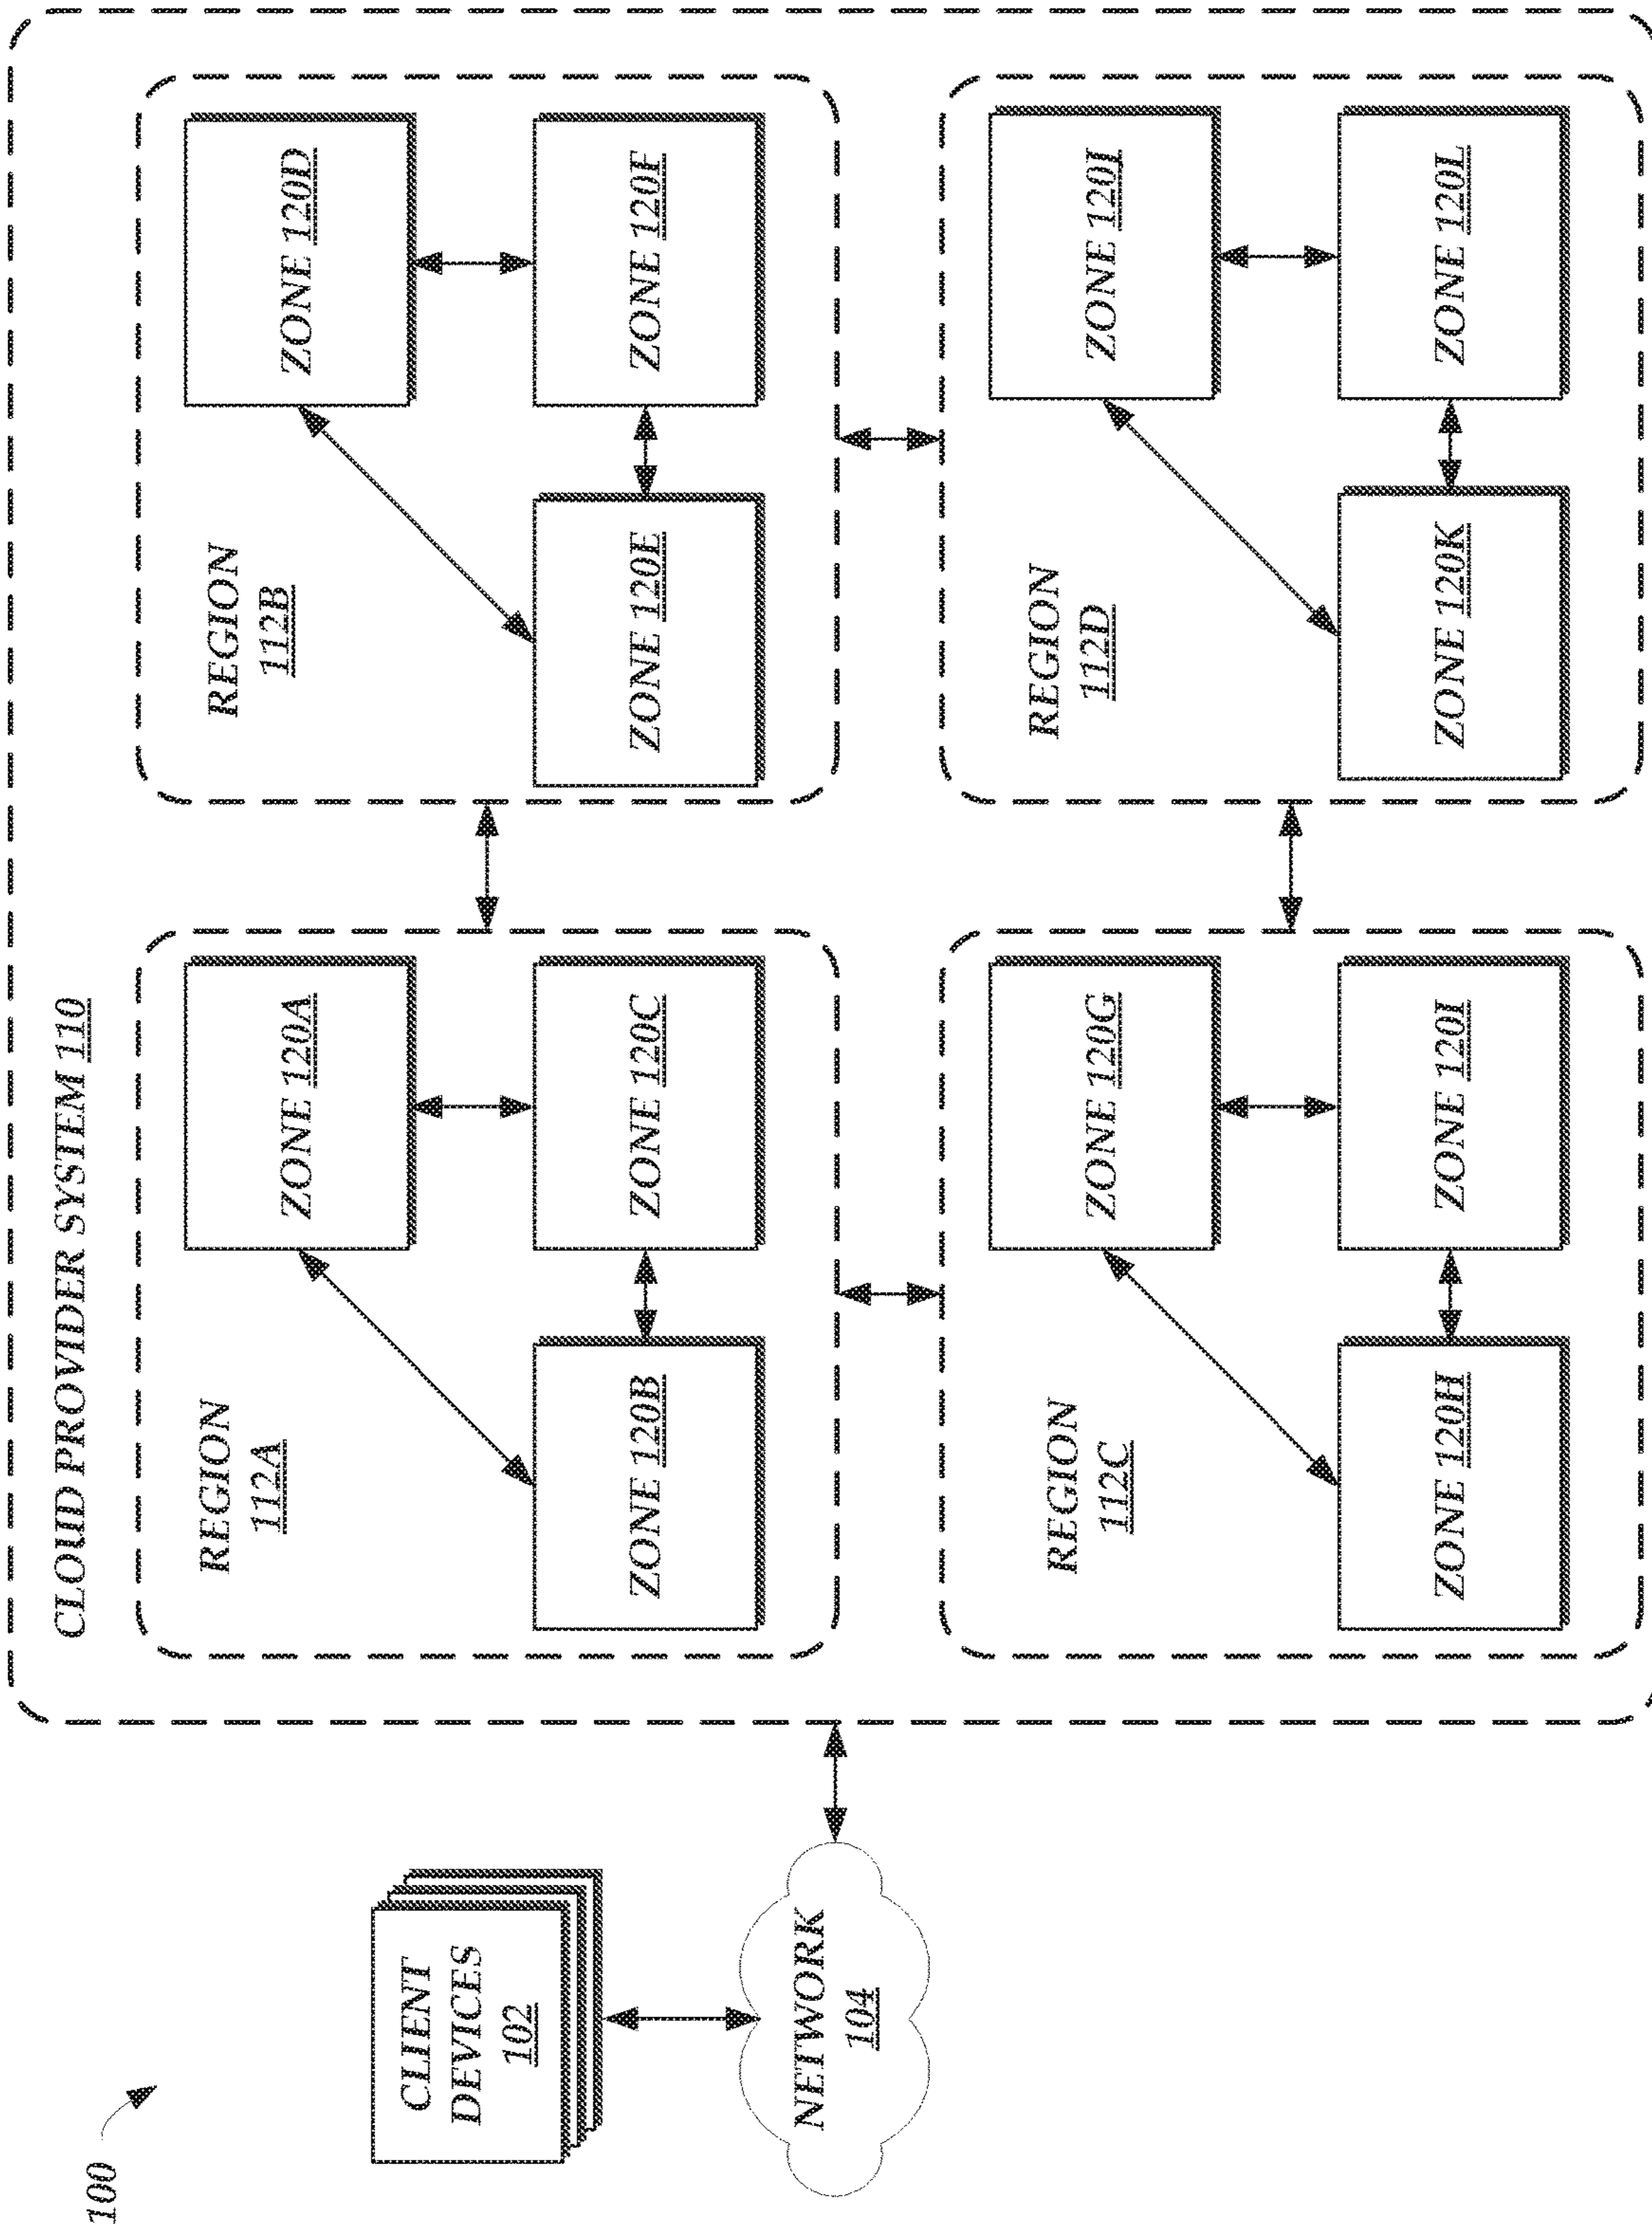 100
CLIENT
DEVICES
102
NETWORK
104
CLOUD PROVIDER SYSTEM 110
REGION
112A
ZONE 120A
ZONE 120B
ZONE 120C
REGION
112B
ZONE 120D
ZONE 120E
ZONE 120F
REGION
112C
ZONE 120G
ZONE 120H
ZONE 120I
REGION
112D
ZONE 120J
ZONE 120K
ZONE 120L